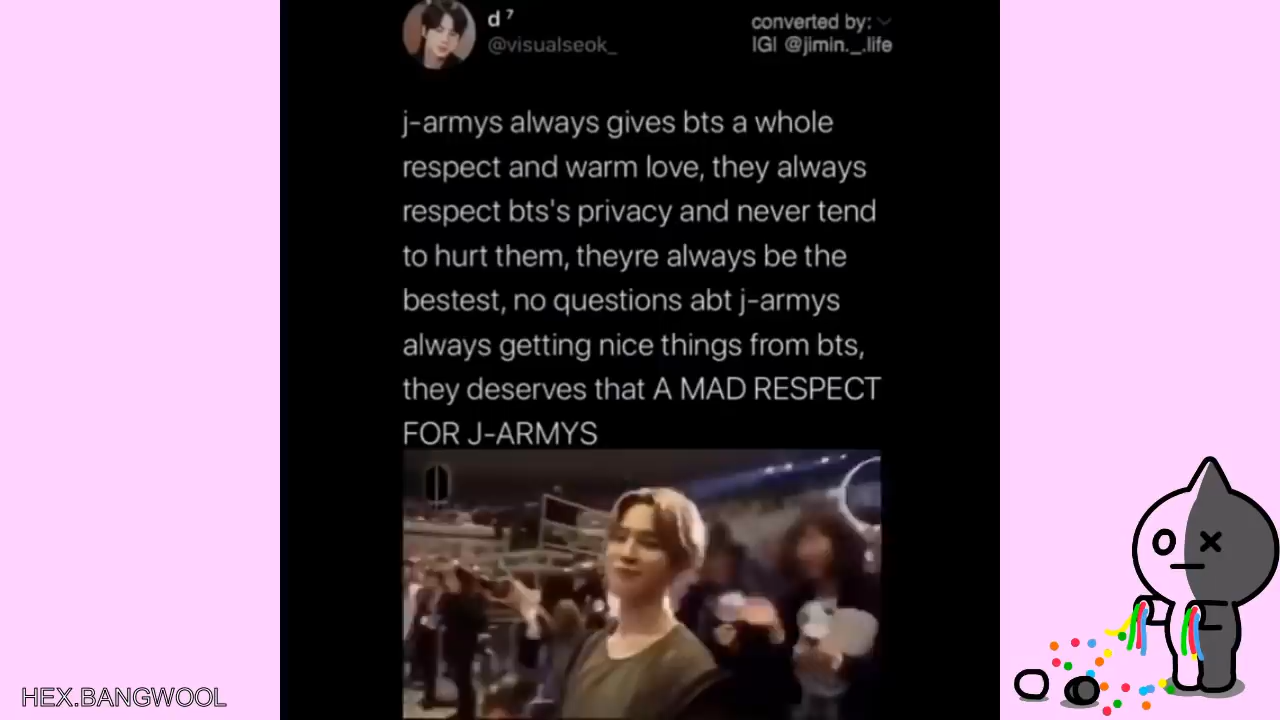 d ⁷
@visualseok_
converted by:
IG| @jimin._.life
j-armys always gives bts a whole
respect and warm love, they always
respect bts's privacy and never tend
to hurt them, theyre always be the
bestest, no questions abt j-armys
always getting nice things from bts,
they deserves that A MAD RESPECT
FOR J-ARMYS
HEX.BANGWOOL